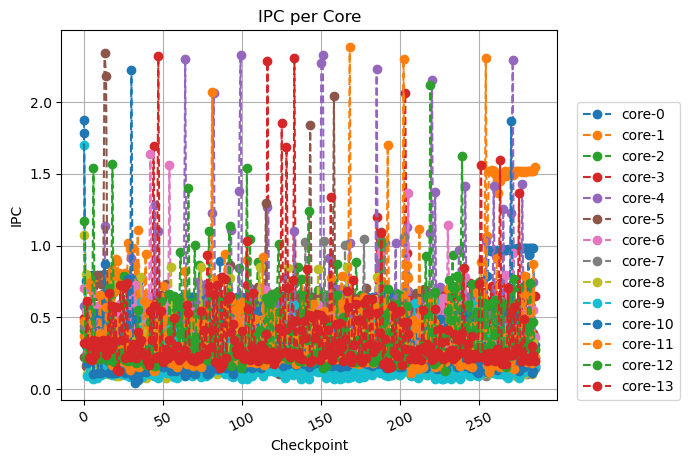 IPC per Core
2.0
1.5
1.0
0.5
0.0
IPC
0
50
100
150
200
250
Checkpoint
core-0
core-1
core-2
core-3
core-4
core-5
core-6
core-7
core-8
core-9
core-10
core-11
core-12
core-13